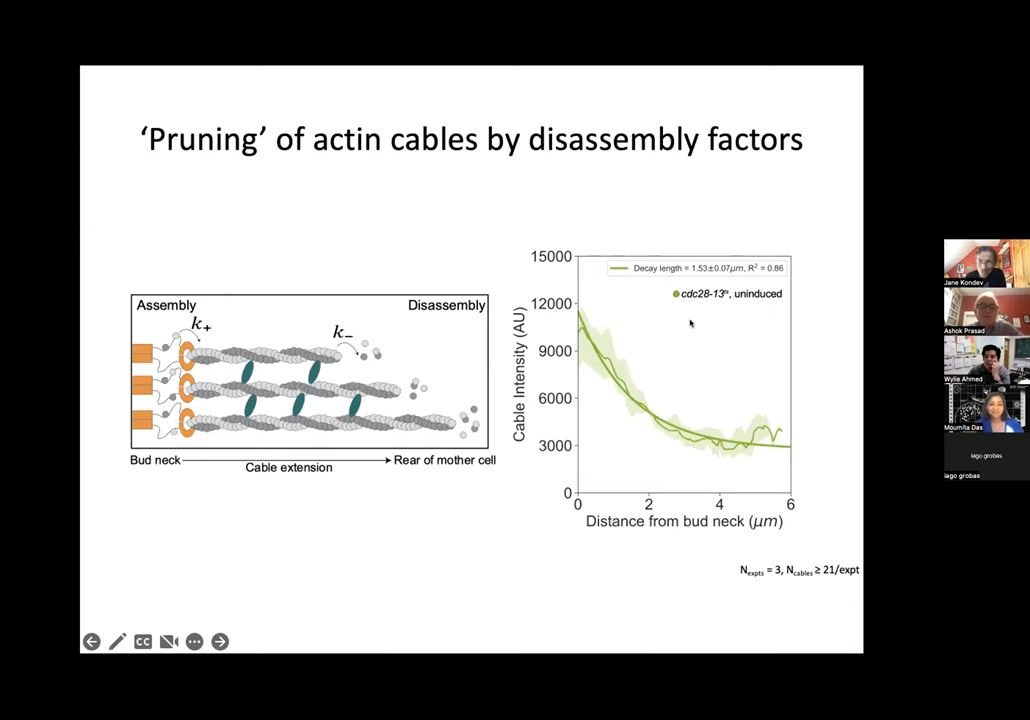 ‘Pruning’ of actin cables by disassembly factors
Assembly
Disassembly
k+
k−
Bud neck
Cable extension
Rear of mother cell
15000
12000
9000
6000
3000
0
Cable Intensity (AU)
Decay length = 1.53±0.07μm, R² = 0.86
cdc28-13ᵗˢ, uninduced
0 2 4 6
Distance from bud neck (μm)
Nexpts = 3, Ncables ≥ 21/expt
CC
Jane Kondev
Ashok Prasad
Wylie Ahmed
Moumita Das
iago grobas
iago grobas